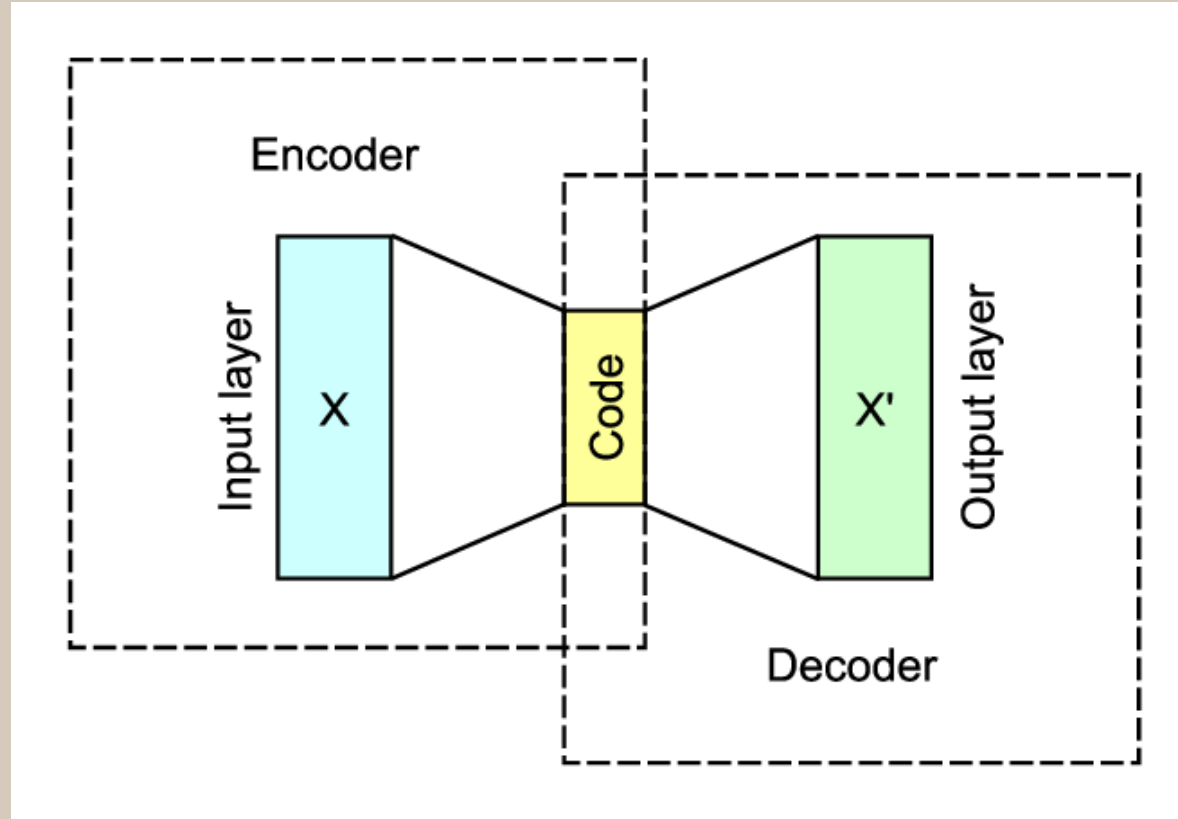 Encoder
Input layer
X
Code
X'
Output layer
Decoder